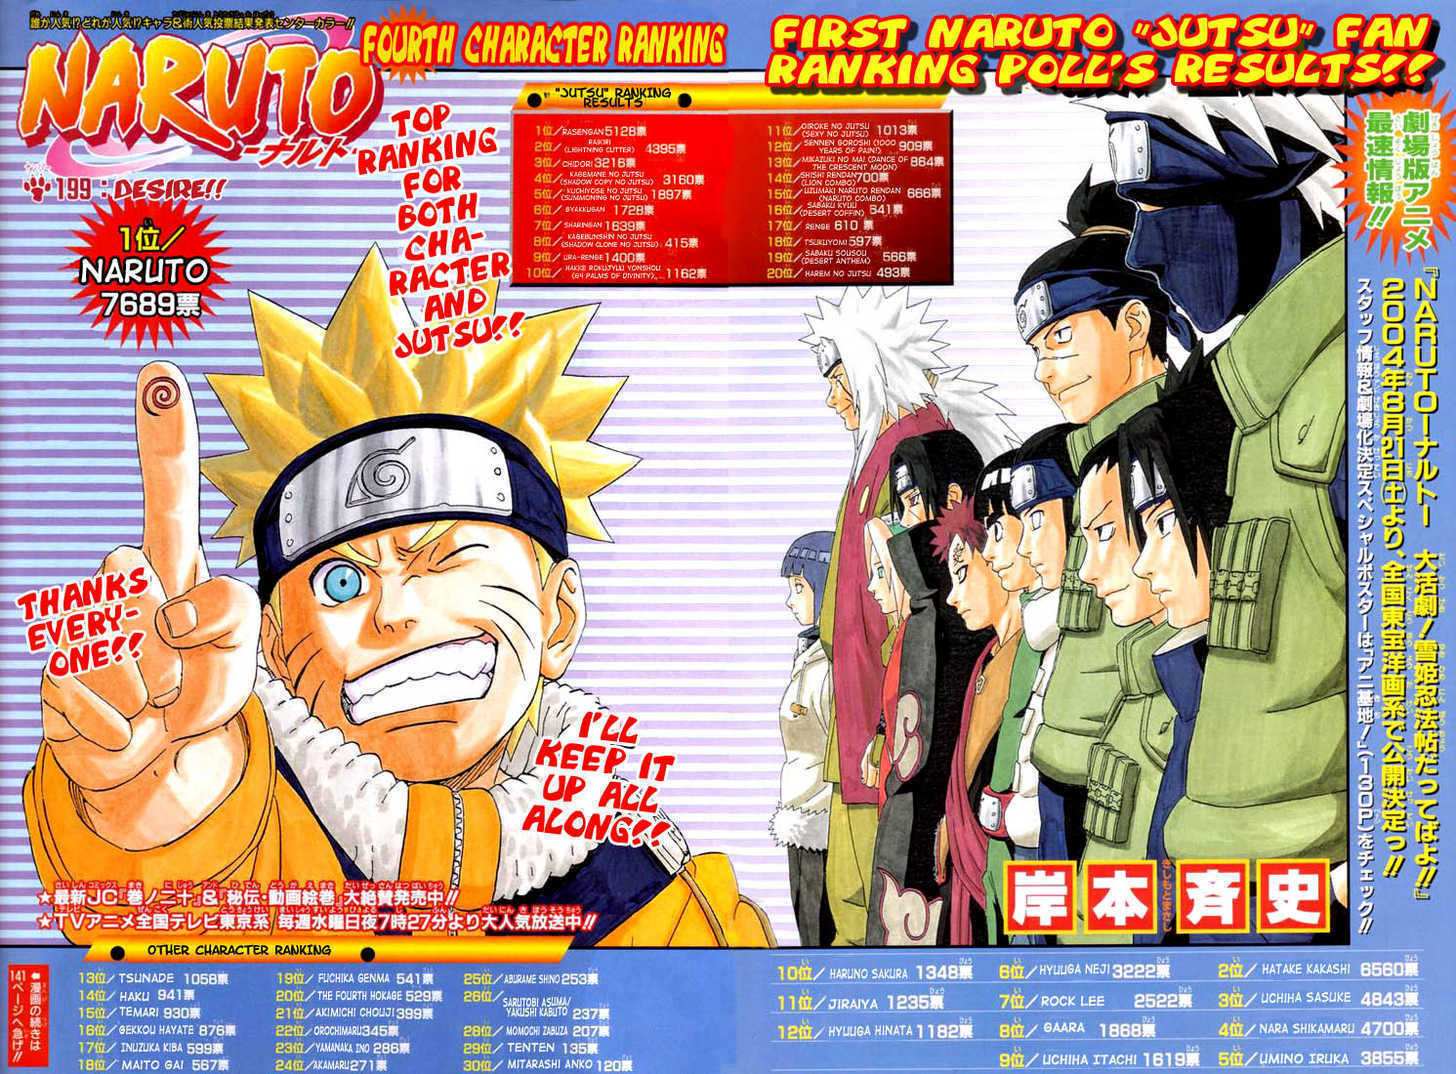 誰が人気!?どれが人気!?キャラ&術人気投票結果発表センターカラー!!
NARUTO
ーナルトー
199 : DESIRE!!
FOURTH CHARACTER RANKING
FIRST NARUTO "JUTSU" FAN
RANKING POLL'S RESULTS!!
1位/
NARUTO
7689票
TOP
RANKING
FOR
BOTH
CHA-
RACTER
AND
JUTSU!!
"JUTSU" RANKING
RESULTS
1位/ RASENGAN 5128票
2位/ RAIKIRI (LIGHTNING CUTTER) 4395票
3位/ CHIDORI 3216票
4位/ KAGEMANE NO JUTSU (SHADOW COPY NO JUTSU) 3160票
5位/ KUCHIYOSE NO JUTSU (SUMMONING NO JUTSU) 1897票
6位/ BYAKKUGAN 1728票
7位/ SHARINGAN 1639票
8位/ KAGEBUNSHIN NO JUTSU (SHADOW CLONE NO JUTSU) 415票
9位/ URA-RENGE 1400票
10位/ HAKKE ROKUJYUKI YONSHOU (64 PALMS OF DIVINITY) 1162票
11位/ OIROKE NO JUTSU (SEXY NO JUTSU) 1013票
12位/ SENNEN GOROSHI (1000 YEARS OF PAIN!) 909票
13位/ MIKAZUKI NO MAI (DANCE OF THE CRESCENT MOON) 864票
14位/ SHISHI RENDAN (LION COMBO) 700票
15位/ UZUMAKI NARUTO RENDAN (NARUTO COMBO) 666票
16位/ SABAKU KYUU (DESERT COFFIN) 641票
17位/ RENGE 610票
18位/ TSUKUYOMI 597票
19位/ SABAKU SOUSOU (DESERT ANTHEM) 566票
20位/ HAREM NO JUTSU 493票
劇場版アニメ
最速情報!!
『NARUTOーナルトー 大活劇!雪姫忍法帖だってばよ!!』
2004年8月21日(土)より、全国東宝洋画系で公開決定っ!!
スタッフ情報&劇場化決定スペシャルポスターは「アニ基地!」(130P)をチェック!!
THANKS
EVERY-
ONE!!
I'LL
KEEP IT
UP ALL
ALONG!!
岸本斉史
きしもとまさし
★最新JC『巻ノ二十』&『秘伝・動画絵巻』大絶賛発売中!!
★TVアニメ全国テレビ東京系 毎週水曜日夜7時27分より大人気放送中!!
OTHER CHARACTER RANKING
141ページへ急げ!!
漫画の続きは
13位/ TSUNADE 1058票
14位/ HAKU 941票
15位/ TEMARI 930票
16位/ GEKKOU HAYATE 876票
17位/ INUZUKA KIBA 599票
18位/ MAITO GAI 567票
19位/ FUCHIKA GENMA 541票
20位/ THE FOURTH HOKAGE 529票
21位/ AKIMICHI CHOUJI 399票
22位/ OROCHIMARU 345票
23位/ YAMANAKA INO 286票
24位/ AKAMARU 271票
25位/ ABURAME SHINO 253票
26位/ SARUTOBI ASUMA/ YAKUSHI KABUTO 237票
28位/ MOMOCHI ZABUZA 207票
29位/ TENTEN 135票
30位/ MITARASHI ANKO 120票
10位/ HARUNO SAKURA 1348票
11位/ JIRAIYA 1235票
12位/ HYUUGA HINATA 1182票
6位/ HYUUGA NEJI 3222票
7位/ ROCK LEE 2522票
8位/ GAARA 1868票
9位/ UCHIHA ITACHI 1619票
2位/ HATAKE KAKASHI 6560票
3位/ UCHIHA SASUKE 4843票
4位/ NARA SHIKAMARU 4700票
5位/ UMINO IRUKA 3855票